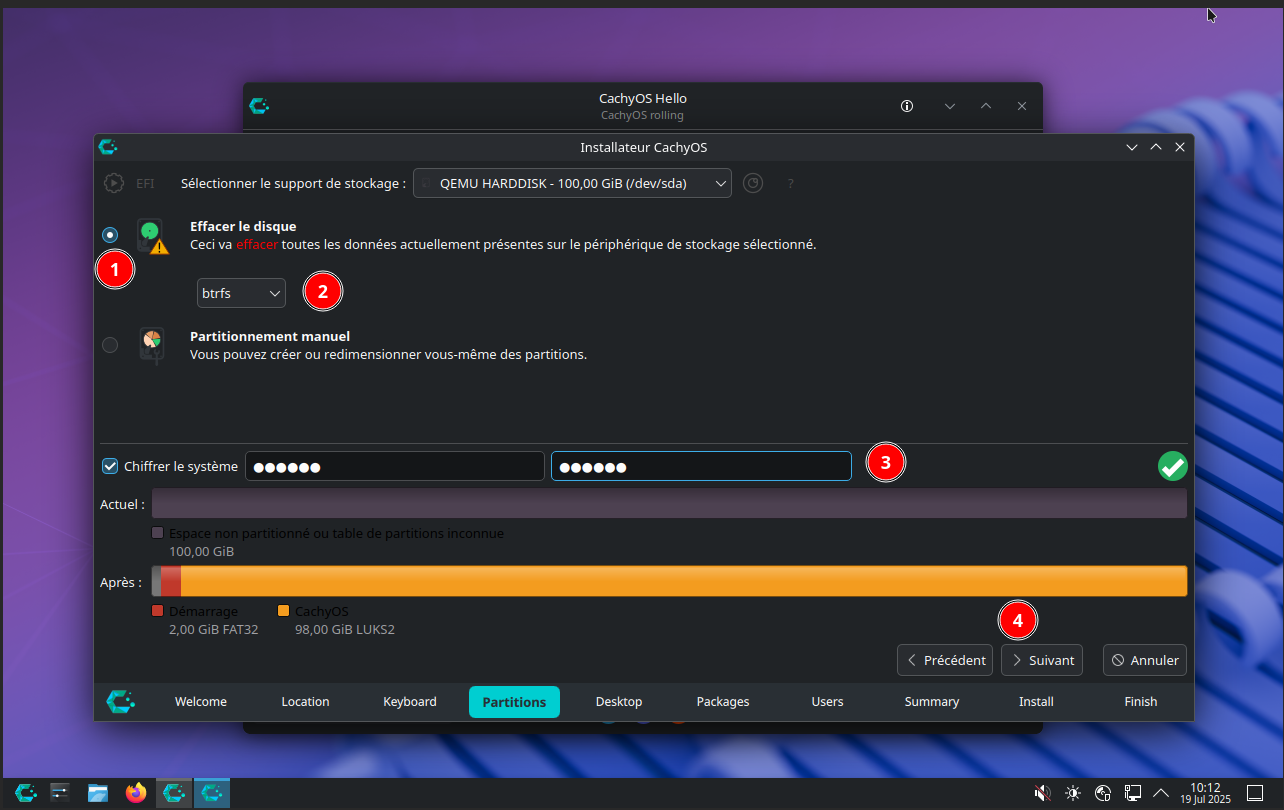 CachyOS Hello
CachyOS rolling
Installateur CachyOS
EFI Sélectionner le support de stockage : QEMU HARDDISK - 100,00 GiB (/dev/sda) ?
Effacer le disque
Ceci va effacer toutes les données actuellement présentes sur le périphérique de stockage sélectionné.
1
btrfs 2
Partitionnement manuel
Vous pouvez créer ou redimensionner vous-même des partitions.
Chiffrer le système ●●●●●● ●●●●●● 3
Actuel :
Espace non partitionné ou table de partitions inconnue
100,00 GiB
Après :
Démarrage CachyOS
2,00 GiB FAT32 98,00 GiB LUKS2
4
Précédent Suivant Annuler
Welcome Location Keyboard Partitions Desktop Packages Users Summary Install Finish
10:12
19 Jul 2025